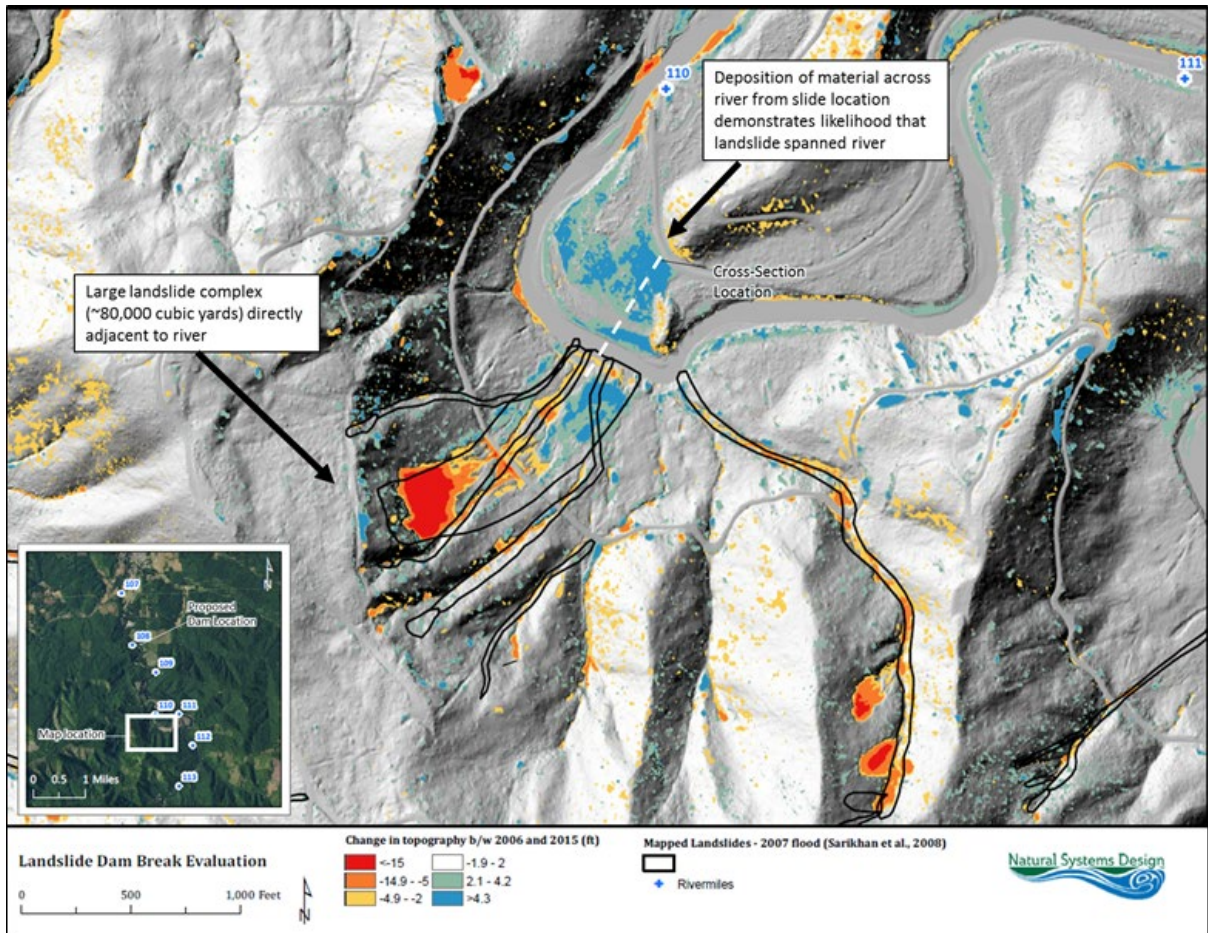 110
111
Deposition of material across
river from slide location
demonstrates likelihood that
landslide spanned river
Cross-Section
Location
Large landslide complex
(~80,000 cubic yards) directly
adjacent to river
107
N
Proposed
Dam Location
108
109
110
111
Map location
112
113
0 0.5 1 Miles
Landslide Dam Break Evaluation
0 500 1,000 Feet
N
Change in topography b/w 2006 and 2015 (ft)
<-15
-14.9 - -5
-4.9 - -2
-1.9 - 2
2.1 - 4.2
>4.3
Mapped Landslides - 2007 flood (Sarikhan et al., 2008)
Rivermiles
Natural Systems Design